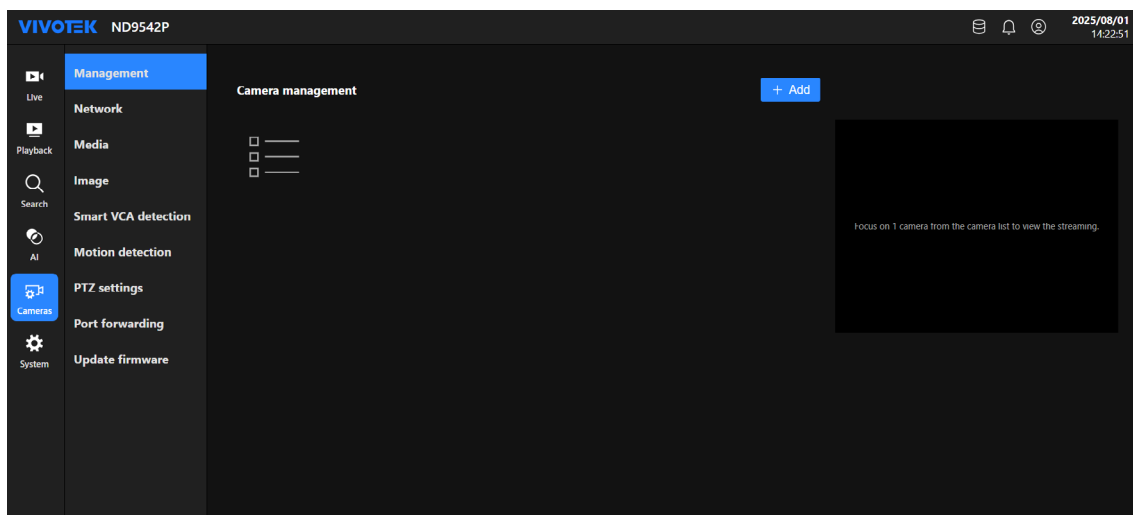 VIVOTEK ND9542P
2025/08/01
14:22:51
Live
Playback
Search
AI
Cameras
System
Management
Network
Media
Image
Smart VCA detection
Motion detection
PTZ settings
Port forwarding
Update firmware
Camera management
+ Add
Focus on 1 camera from the camera list to view the streaming.